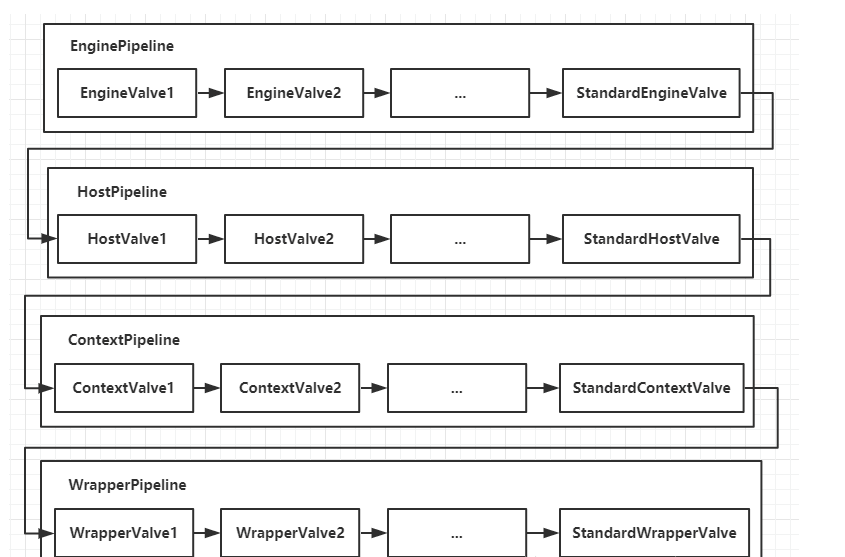 EnginePipeline
EngineValve1 EngineValve2 ... StandardEngineValve
HostPipeline
HostValve1 HostValve2 ... StandardHostValve
ContextPipeline
ContextValve1 ContextValve2 ... StandardContextValve
WrapperPipeline
WrapperValve1 WrapperValve2 ... StandardWrapperValve